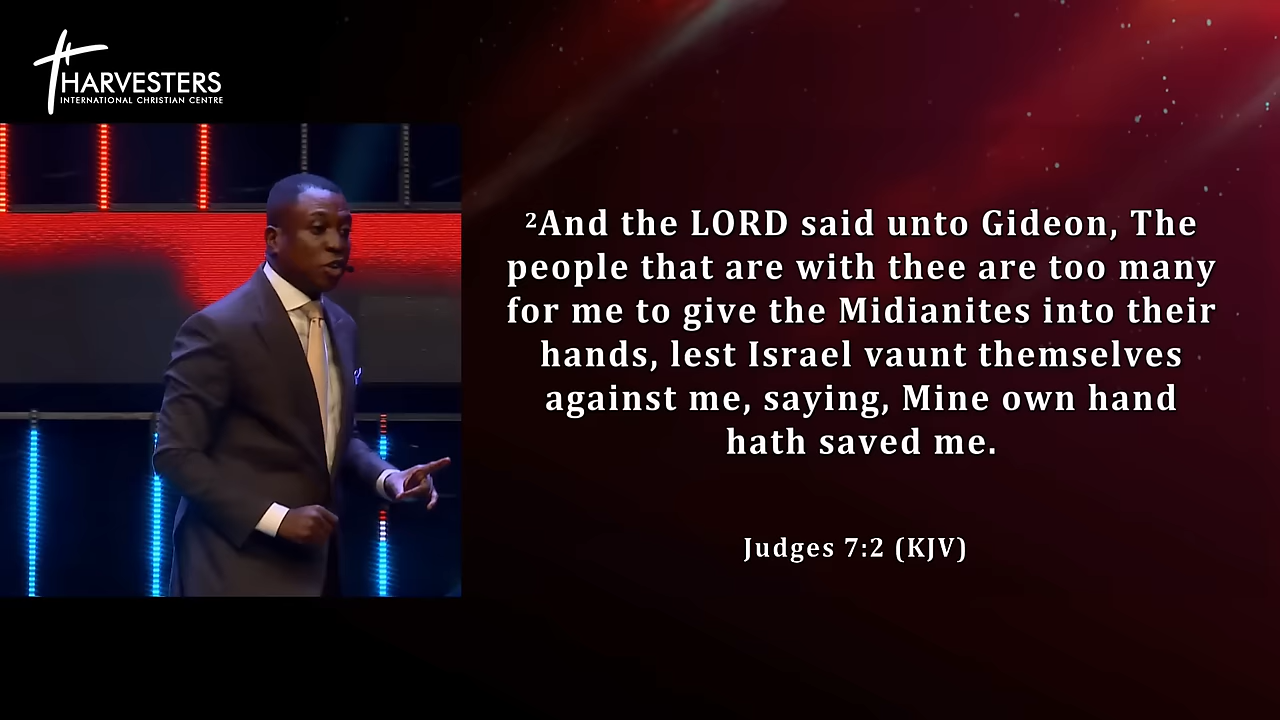 HARVESTERS
INTERNATIONAL CHRISTIAN CENTRE
²And the LORD said unto Gideon, The
people that are with thee are too many
for me to give the Midianites into their
hands, lest Israel vaunt themselves
against me, saying, Mine own hand
hath saved me.
Judges 7:2 (KJV)